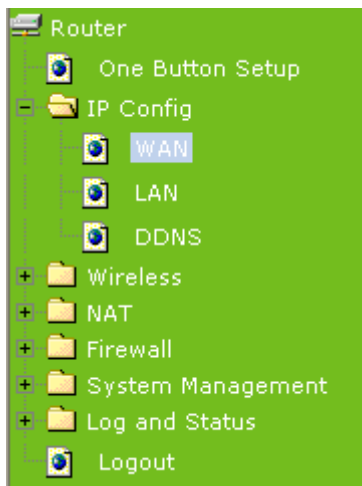 Router
One Button Setup
IP Config
WAN
LAN
DDNS
Wireless
NAT
Firewall
System Management
Log and Status
Logout